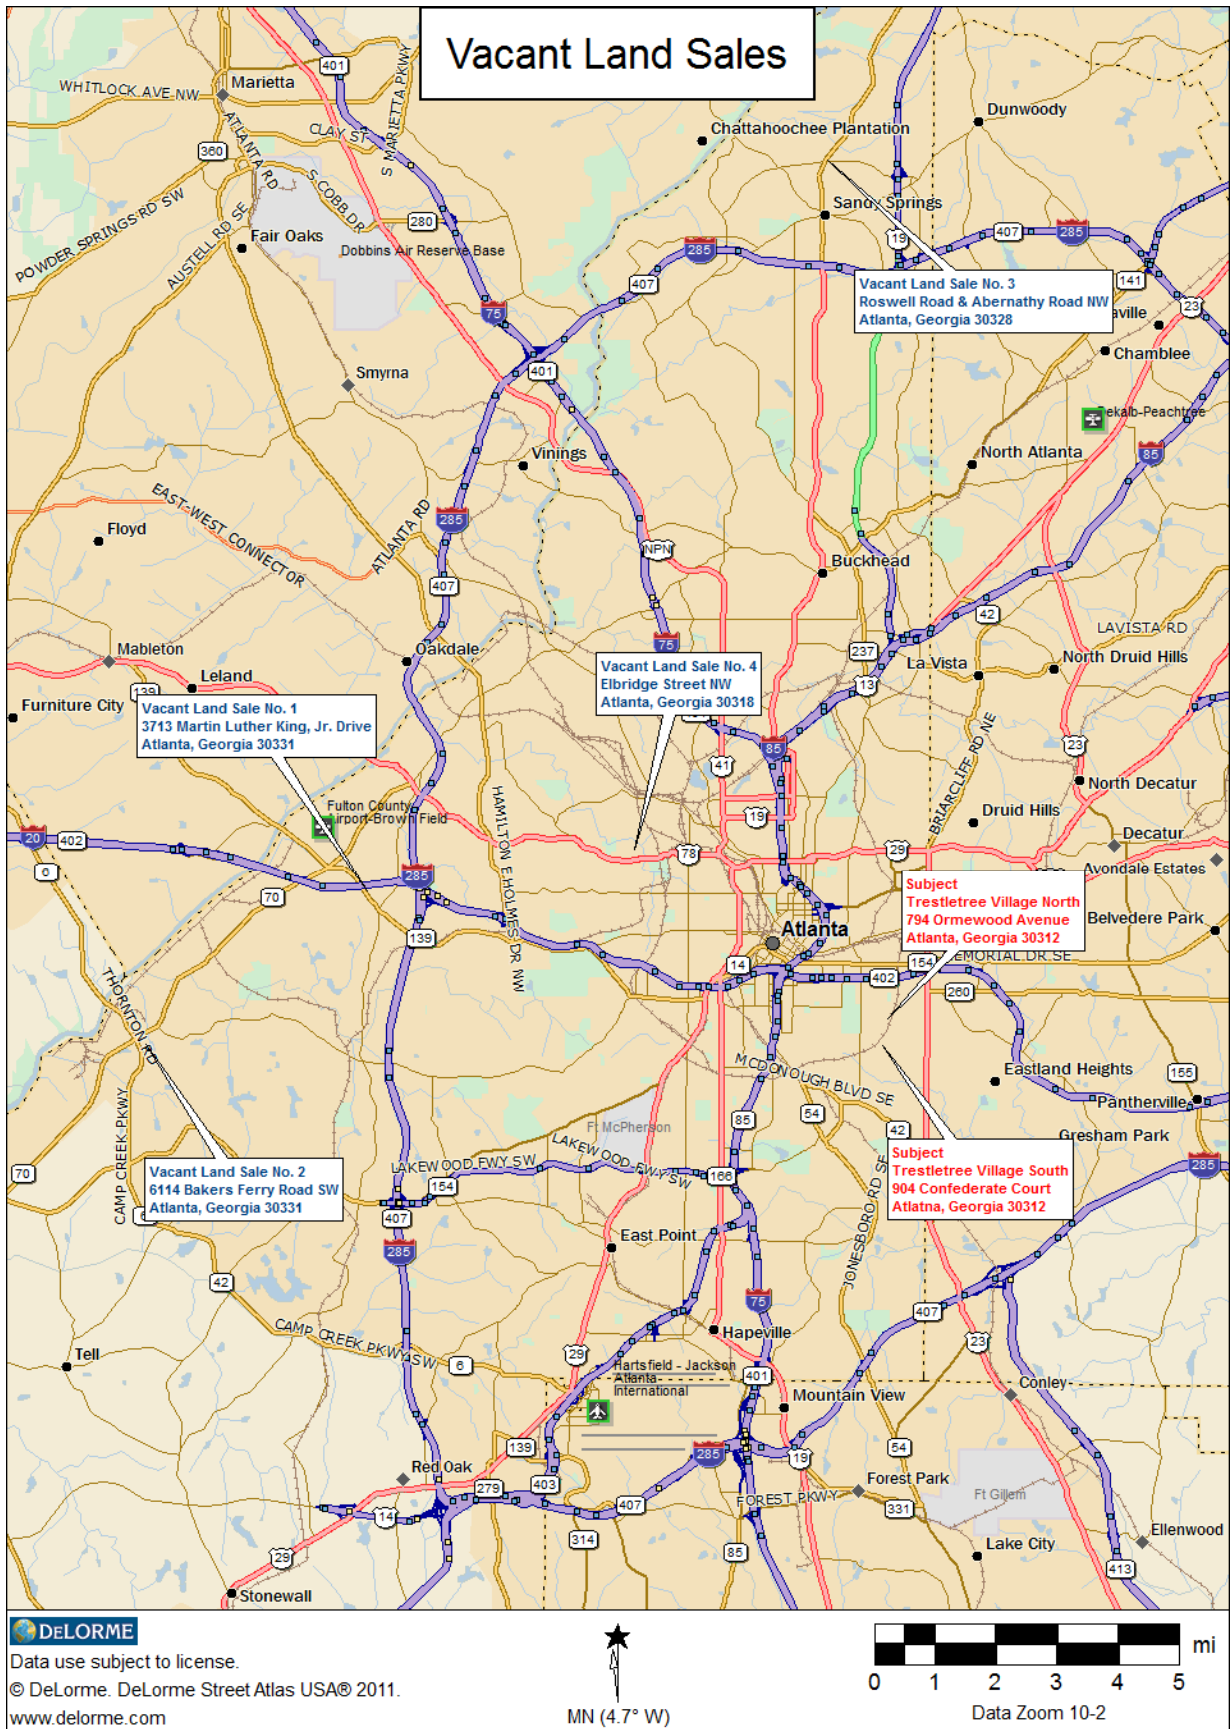 Vacant Land Sales
401
Marietta
WHITLOCK AVE NW
S MARIETTA PKWY
Dunwoody
Chattahoochee Plantation
CLAY ST
ATLANTA RD
360
S COBB DR
POWDER SPRINGS RD SW
AUSTELL RD SE
280
Sandy Springs
Fair Oaks
Dobbins Air Reserve Base
19
407
285
285
407
141
Vacant Land Sale No. 3
Roswell Road & Abernathy Road NW
Atlanta, Georgia 30328
75
23
aville
Chamblee
401
Smyrna
Dekalb-Peachtree
Vinings
North Atlanta
85
EAST-WEST CONNECTOR
ATLANTA RD
285
Floyd
NPN
Buckhead
407
42
LAVISTA RD
75
237
Mableton
Oakdale
La Vista
North Druid Hills
Vacant Land Sale No. 4
Elbridge Street NW
Atlanta, Georgia 30318
Leland
139
13
Furniture City
Vacant Land Sale No. 1
3713 Martin Luther King, Jr. Drive
Atlanta, Georgia 30331
85
23
41
BRIARCLIFF RD NE
North Decatur
Fulton County
Airport-Brown Field
HAMILTON E HOLMES DR NW
19
Druid Hills
Decatur
20
402
78
29
6
285
Avondale Estates
70
Subject
Trestletree Village North
794 Ormewood Avenue
Atlanta, Georgia 30312
Belvedere Park
139
Atlanta
MEMORIAL DR SE
14
402
154
260
THORNTON RD
MCDONOUGH BLVD SE
Eastland Heights
155
Pantherville
54
85
42
Ft McPherson
Gresham Park
CAMP CREEK PKWY
Subject
Trestletree Village South
904 Confederate Court
Atlatna, Georgia 30312
285
LAKEWOOD FWY SW
LAKEWOOD FWY SW
166
154
70
Vacant Land Sale No. 2
6114 Bakers Ferry Road SW
Atlanta, Georgia 30331
6
407
JONESBORO RD SE
East Point
285
42
75
407
CAMP CREEK PKWY SW
Hapeville
23
Tell
6
29
Hartsfield - Jackson
Atlanta
International
401
Conley
Mountain View
139
285
19
54
Red Oak
279
403
407
Forest Park
FOREST PKWY
331
Ft Gillem
14
314
85
Ellenwood
Lake City
29
413
Stonewall
DELORME
Data use subject to license.
© DeLorme. DeLorme Street Atlas USA® 2011.
www.delorme.com
MN (4.7° W)
mi
0 1 2 3 4 5
Data Zoom 10-2